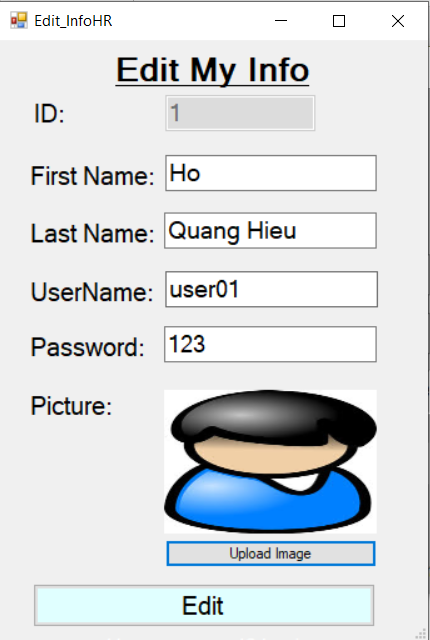 Edit_InfoHR
Edit My Info
ID: 1
First Name: Ho
Last Name: Quang Hieu
UserName: user01
Password: 123
Picture:
Upload Image
Edit